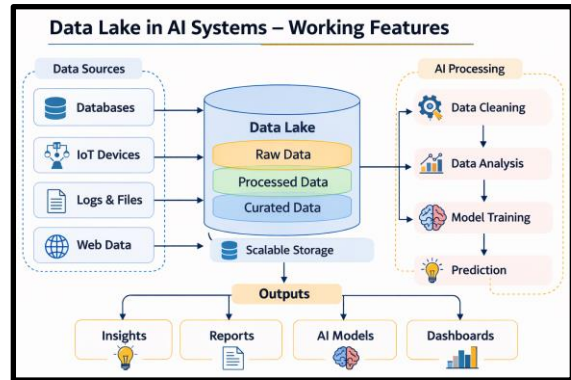 Data Lake in AI Systems – Working Features
Data Sources
Databases
IoT Devices
Logs & Files
Web Data
Data Lake
Raw Data
Processed Data
Curated Data
Scalable Storage
AI Processing
Data Cleaning
Data Analysis
Model Training
Prediction
Outputs
Insights
Reports
AI Models
Dashboards